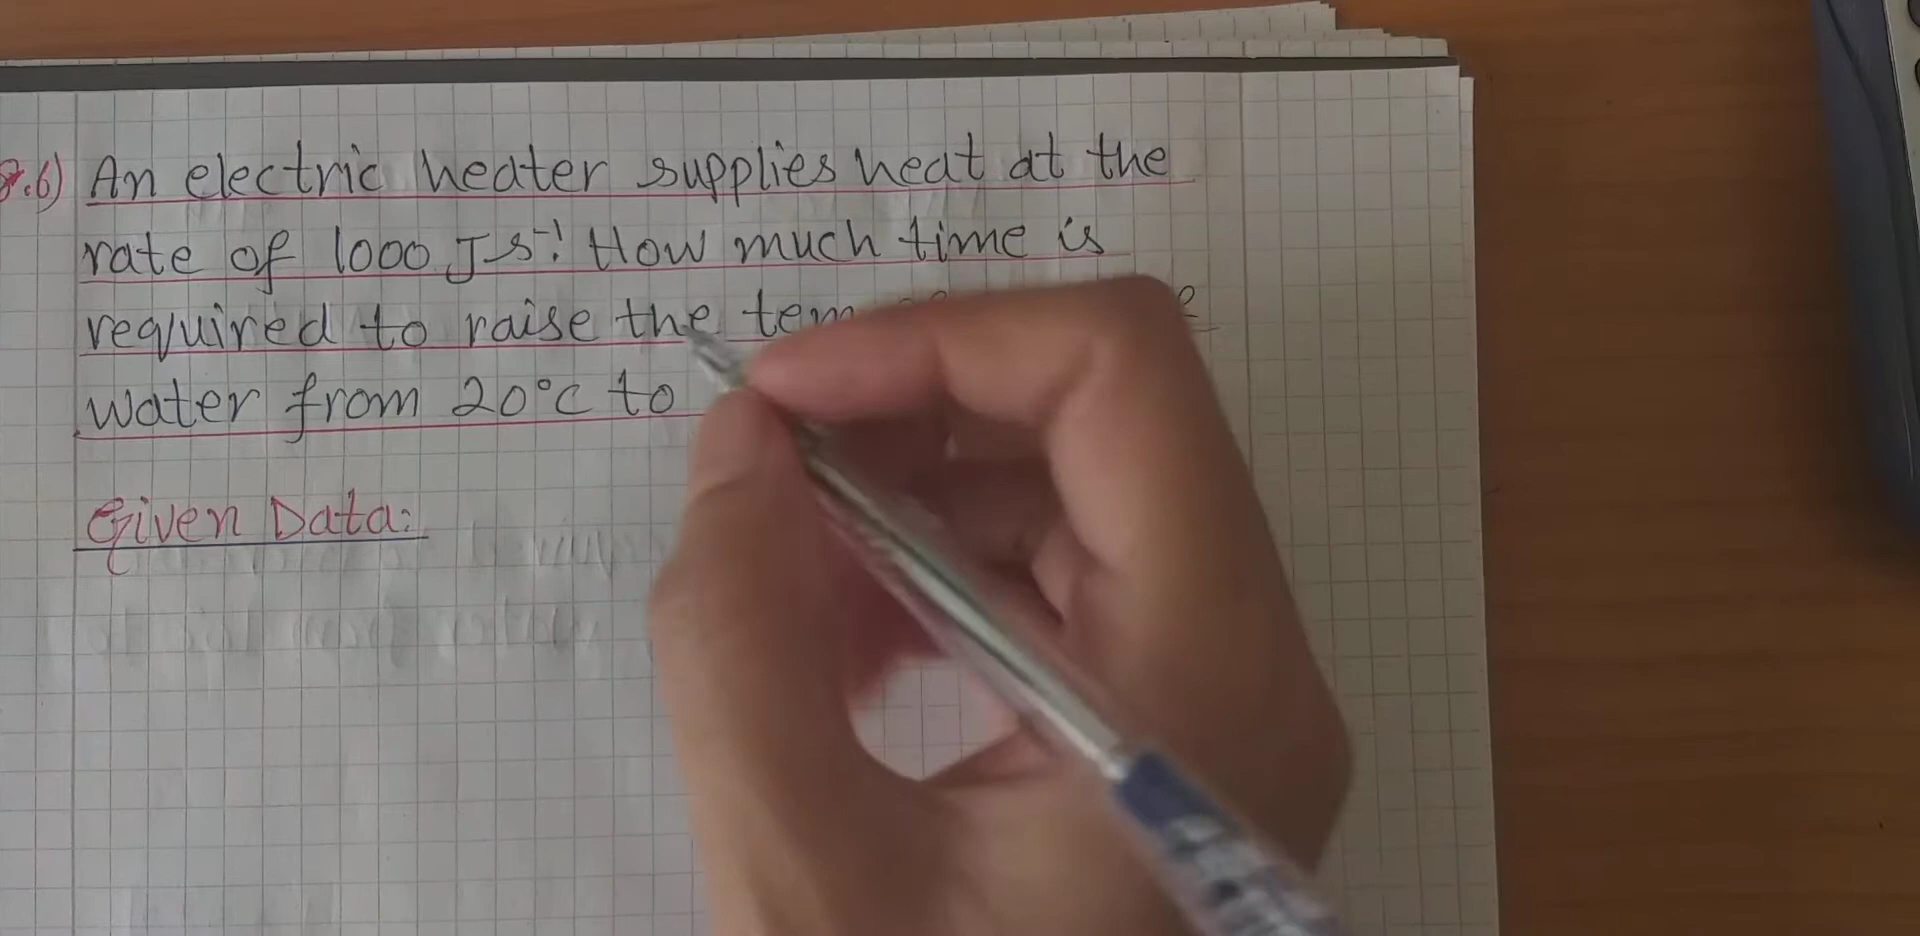 8.6) An electric heater supplies heat at the
rate of 1000 Js⁻¹. How much time is
required to raise the
water from 20°C to
Given Data: